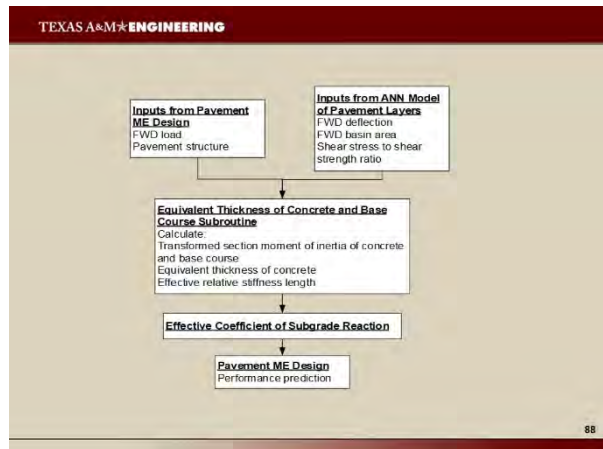 TEXAS A&M★ENGINEERING
Inputs from Pavement
ME Design
FWD load
Pavement structure
Inputs from ANN Model
of Pavement Layers
FWD deflection
FWD basin area
Shear stress to shear
strength ratio
Equivalent Thickness of Concrete and Base
Course Subroutine
Calculate:
Transformed section moment of inertia of concrete
and base course
Equivalent thickness of concrete
Effective relative stiffness length
Effective Coefficient of Subgrade Reaction
Pavement ME Design
Performance prediction
88